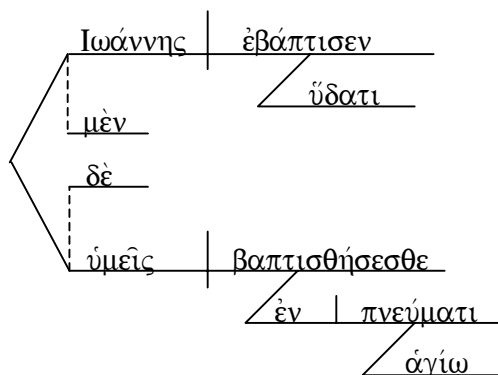 Ιωάννης ἐβάπτισεν
ὕδατι
μὲν
δὲ
ὑμεῖς βαπτισθήσεσθε
ἐν πνεύματι
ἁγίω